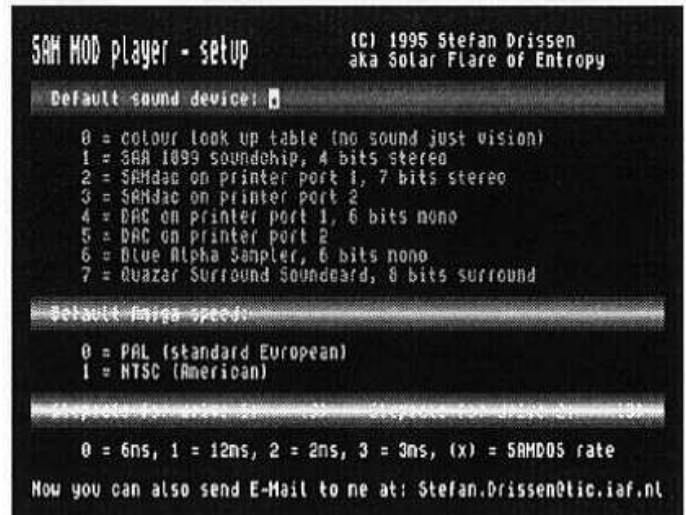 SAM MOD player - setup
(C) 1995 Stefan Drissen
aka Solar Flare of Entropy
Default sound device:
0 = colour look up table (no sound just vision)
1 = SAA 1099 soundchip, 4 bits stereo
2 = SAMdac on printer port 1, 7 bits stereo
3 = SAMdac on printer port 2
4 = DAC on printer port 1, 6 bits mono
5 = DAC on printer port 2
6 = Blue Alpha Sampler, 6 bits mono
7 = Quazar Surround Soundcard, 8 bits surround
Default Amiga speed:
0 = PAL (standard European)
1 = NTSC (American)
0 = 6ms, 1 = 12ms, 2 = 2ms, 3 = 3ms, (x) = SAMDOS rate
Now you can also send E-Mail to me at: Stefan.Drissen@tic.iaf.nl